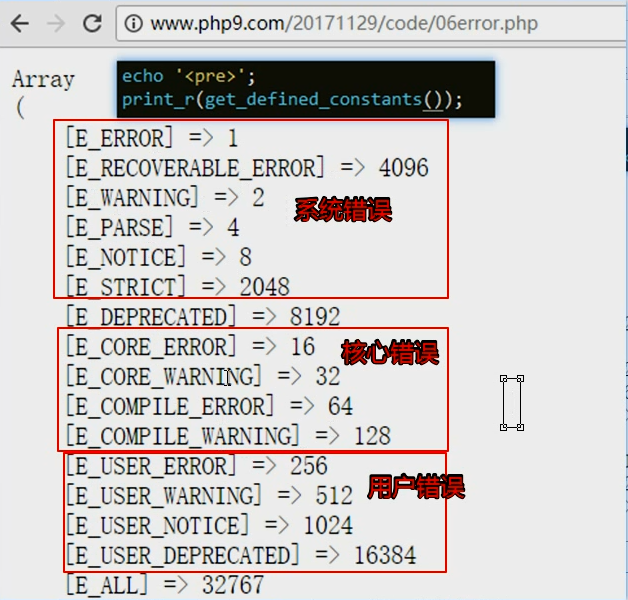 www.php9.com/20171129/code/06error.php
Array
echo '<pre>';
print_r(get_defined_constants());
(
[E_ERROR] => 1
[E_RECOVERABLE_ERROR] => 4096
[E_WARNING] => 2
系统错误
[E_PARSE] => 4
[E_NOTICE] => 8
[E_STRICT] => 2048
[E_DEPRECATED] => 8192
[E_CORE_ERROR] => 16
核心错误
[E_CORE_WARNING] => 32
[E_COMPILE_ERROR] => 64
[E_COMPILE_WARNING] => 128
[E_USER_ERROR] => 256
[E_USER_WARNING] => 512
用户错误
[E_USER_NOTICE] => 1024
[E_USER_DEPRECATED] => 16384
[E_ALL] => 32767